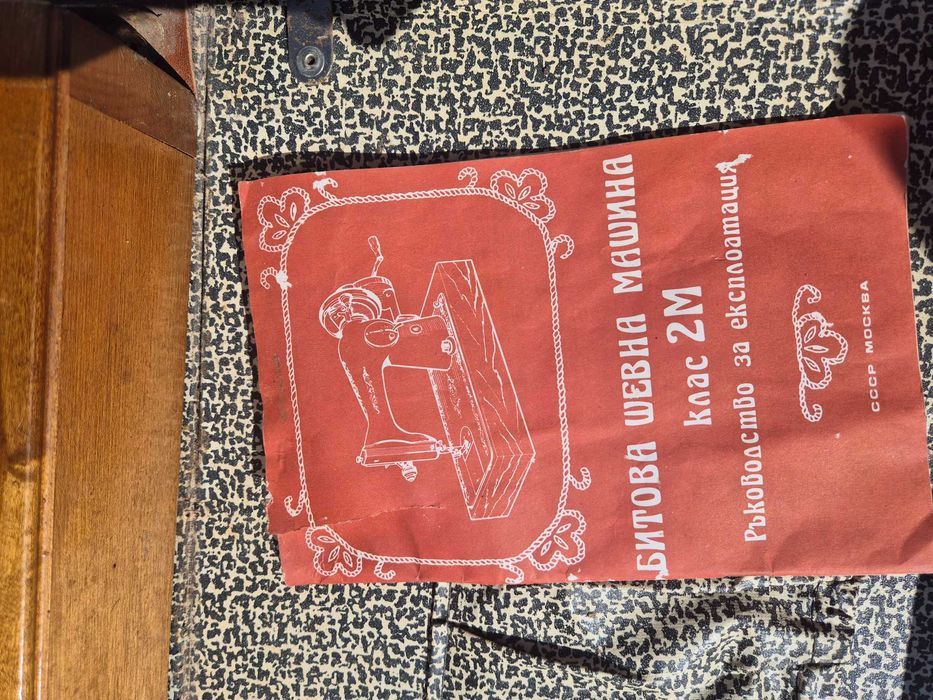 БИТОВА ШЕВНА МАШИНА
клас 2М
Ръководство за експлоатация
СССР МОСКВА